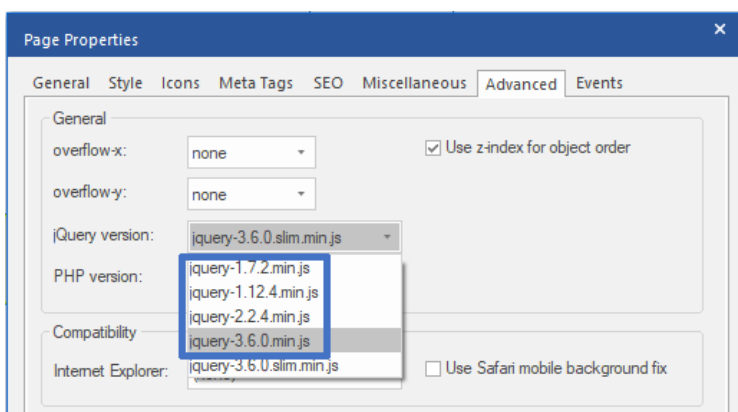 Page Properties
General Style Icons Meta Tags SEO Miscellaneous Advanced Events
General
overflow-x: none Use z-index for object order
overflow-y: none
jQuery version: jquery-3.6.0.slim.min.js
PHP version: jquery-1.7.2.min.js
jquery-1.12.4.min.js
jquery-2.2.4.min.js
Compatibility jquery-3.6.0.min.js
Internet Explorer: jquery-3.6.0.slim.min.js Use Safari mobile background fix